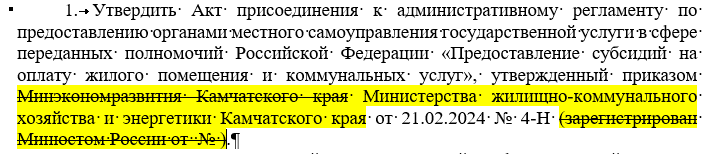 1.→Утвердить Акт присоединения к административному регламенту по
предоставлению органами местного самоуправления государственной услуги в сфере
переданных полномочий Российской Федерации «Предоставление субсидий на
оплату жилого помещения и коммунальных услуг», утвержденный приказом
Минэкопомразвития Камчатского края Министерства жилищно-коммунального
хозяйства и энергетики Камчатского края от 21.02.2024 № 4-Н (зарегистрирован
Минюстом России от № ).¶